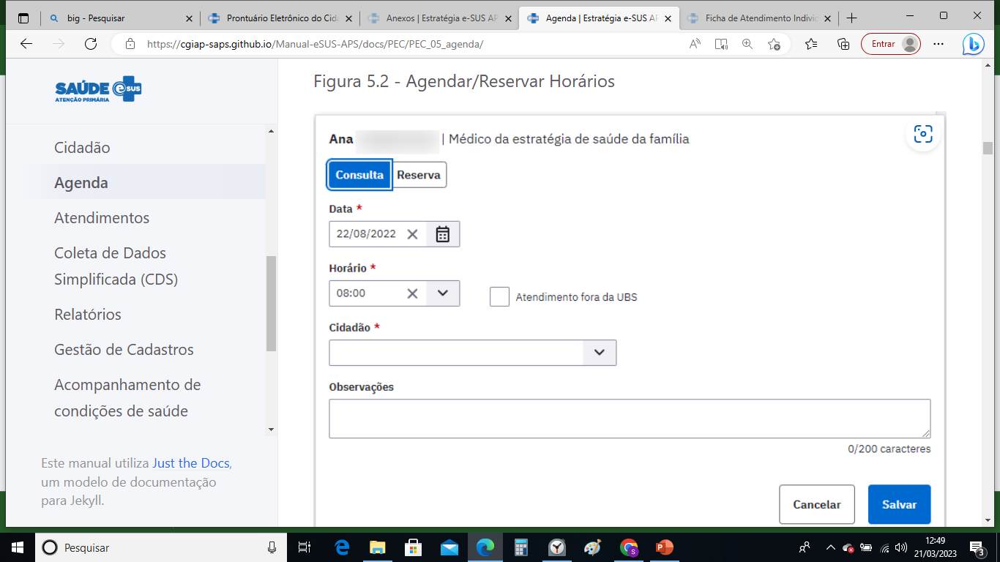 big - Pesquisar
Prontuário Eletrônico do Cida
Anexos | Estratégia e-SUS AP
Agenda | Estratégia e-SUS AP
Ficha de Atendimento Individ
https://cgiap-saps.github.io/Manual-eSUS-APS/docs/PEC/PEC_05_agenda/
Entrar
SAÚDE e-SUS
ATENÇÃO PRIMÁRIA
Cidadão
Agenda
Atendimentos
Coleta de Dados
Simplificada (CDS)
Relatórios
Gestão de Cadastros
Acompanhamento de
condições de saúde
Este manual utiliza Just the Docs,
um modelo de documentação
para Jekyll.
Figura 5.2 - Agendar/Reservar Horários
Ana | Médico da estratégia de saúde da família
Consulta Reserva
Data *
22/08/2022
Horário *
08:00
Atendimento fora da UBS
Cidadão *
Observações
0/200 caracteres
Cancelar Salvar
Pesquisar
12:49
21/03/2023
3